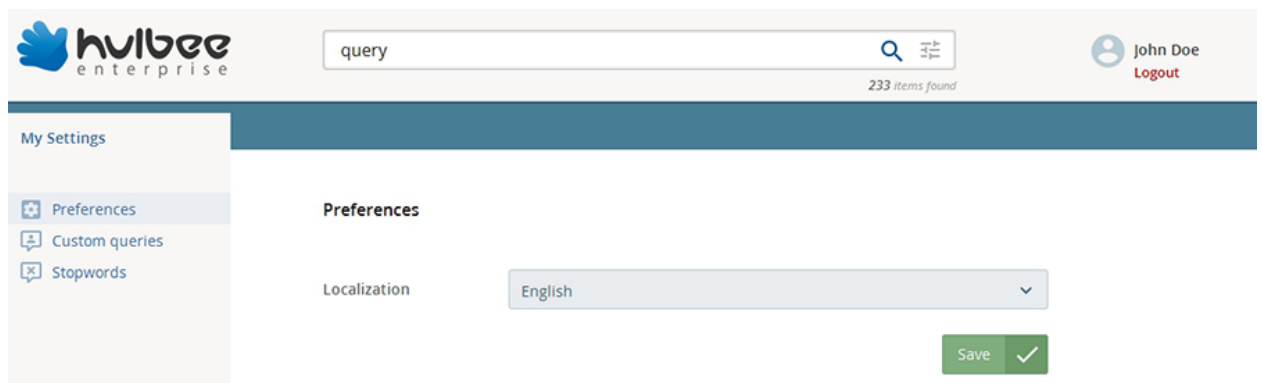 hulbee
enterprise
query
233 items found
John Doe
Logout
My Settings
Preferences
Custom queries
Stopwords
Preferences
Localization
English
Save